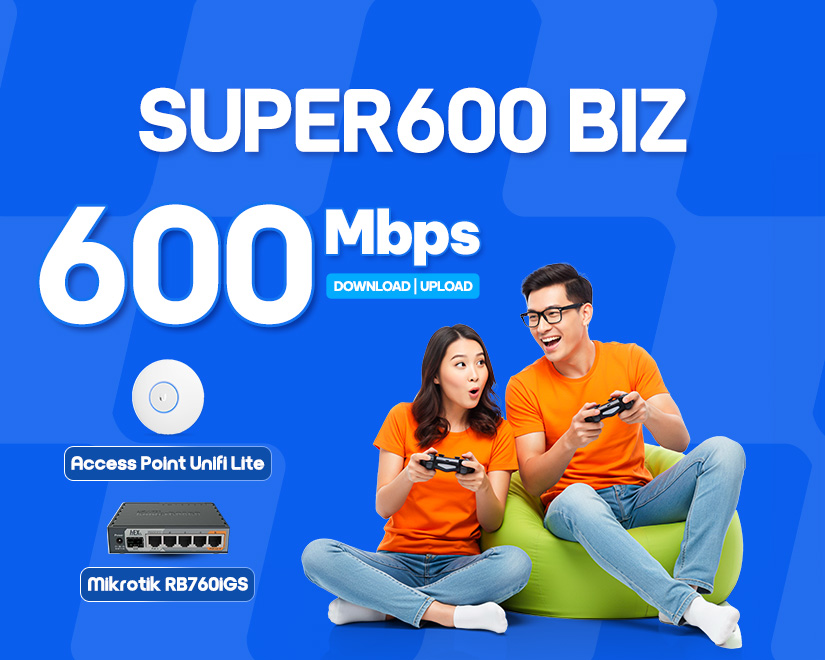 SUPER600 BIZ
600 Mbps
DOWNLOAD | UPLOAD
Access Point Unifi Lite
Mikrotik RB760iGS